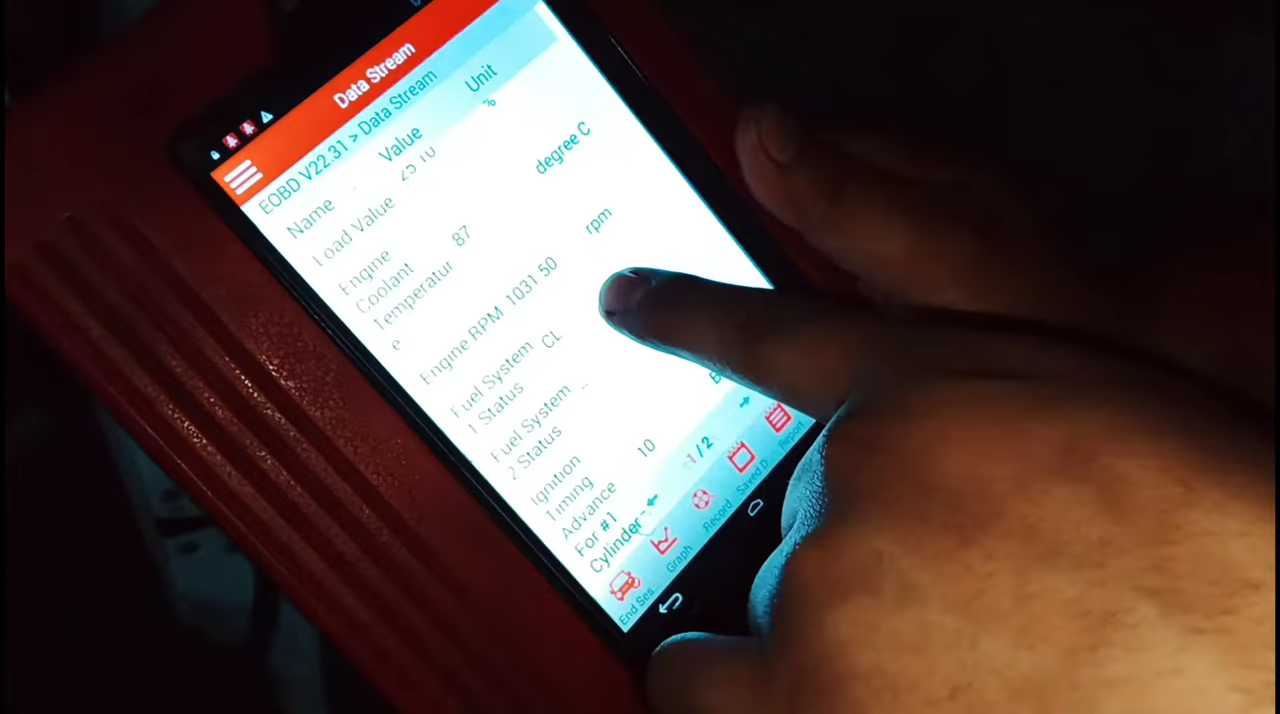 Data Stream
EOBD V22.31 > Data Stream
Name Value Unit
Load Value %
Engine
Coolant
Temperatur
e
87 degree C
Engine RPM 1031 50 rpm
Fuel System
1 Status
CL
Fuel System
2 Status
Ignition
Timing
Advance
For #1
Cylinder
10
1 / 2
End Ses.
Graph
Record
Saved D
Report